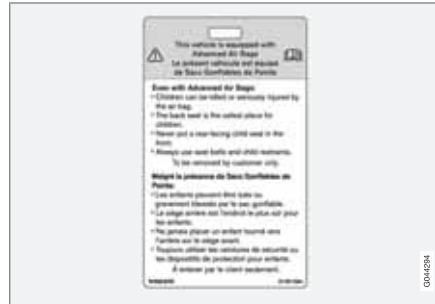 This vehicle is equipped with
Advanced Air Bags
Le présent véhicule est équipé
de Sacs Gonflables de Pointe
Even with Advanced Air Bags:
• Children can be killed or seriously injured by
the air bag.
• The back seat is the safest place for
children.
• Never put a rear-facing child seat in the
front.
• Always use seat belts and child restraints.
To be removed by customer only.
Malgré la présence de Sacs Gonflables de
Pointe:
• Les enfants peuvent être tués ou
gravement blessés par le sac gonflable.
• Le siège arrière est l'endroit le plus sûr pour
les enfants.
• Ne jamais placer un enfant tourné vers
l'arrière sur le siège avant.
• Toujours utiliser les ceintures de sécurité ou
les dispositifs de protection pour enfants.
À enlever par le client seulement.
G044294